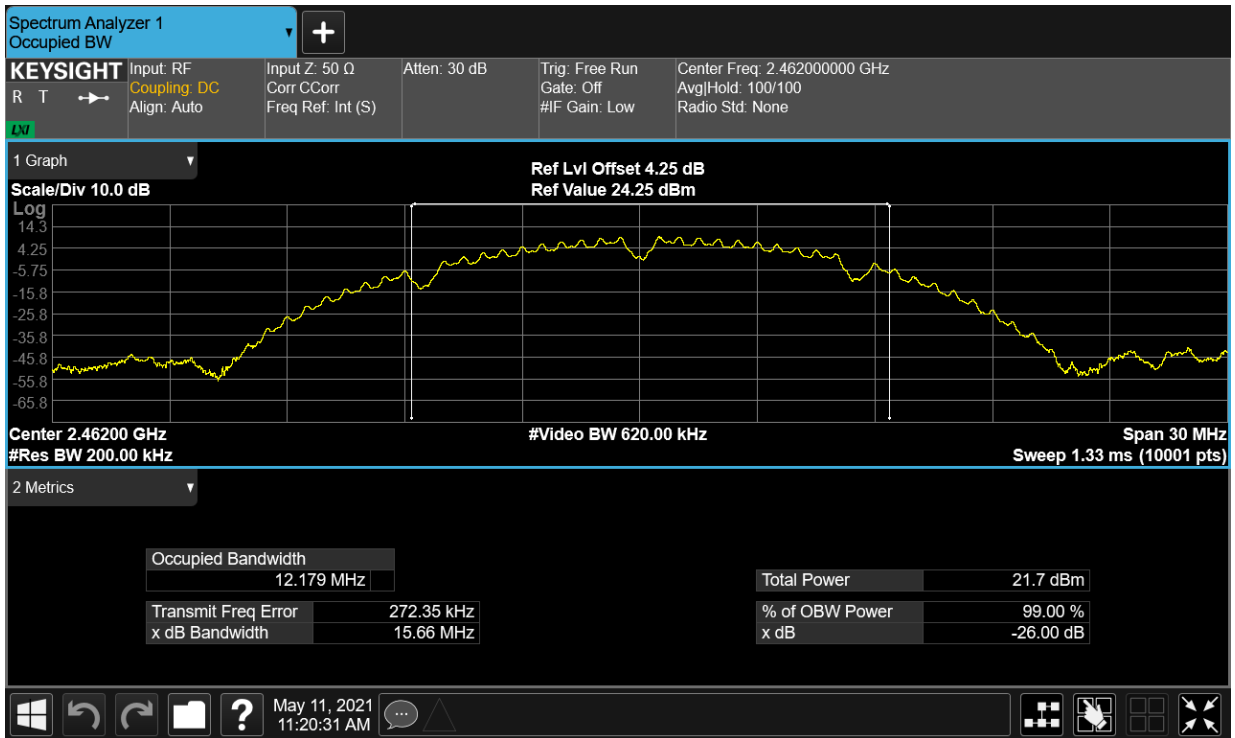 Spectrum Analyzer 1
Occupied BW
KEYSIGHT
R T
LXI
Input: RF
Coupling: DC
Align: Auto
Input Z: 50 Ω
Corr CCorr
Freq Ref: Int (S)
Atten: 30 dB
Trig: Free Run
Gate: Off
#IF Gain: Low
Center Freq: 2.462000000 GHz
Avg|Hold: 100/100
Radio Std: None
1 Graph
Scale/Div 10.0 dB
Ref Lvl Offset 4.25 dB
Ref Value 24.25 dBm
Log
14.3
4.25
-5.75
-15.8
-25.8
-35.8
-45.8
-55.8
-65.8
Center 2.46200 GHz
#Video BW 620.00 kHz
Span 30 MHz
#Res BW 200.00 kHz
Sweep 1.33 ms (10001 pts)
2 Metrics
Occupied Bandwidth
12.179 MHz
Transmit Freq Error 272.35 kHz
x dB Bandwidth 15.66 MHz
Total Power 21.7 dBm
% of OBW Power 99.00 %
x dB -26.00 dB
?
May 11, 2021
11:20:31 AM